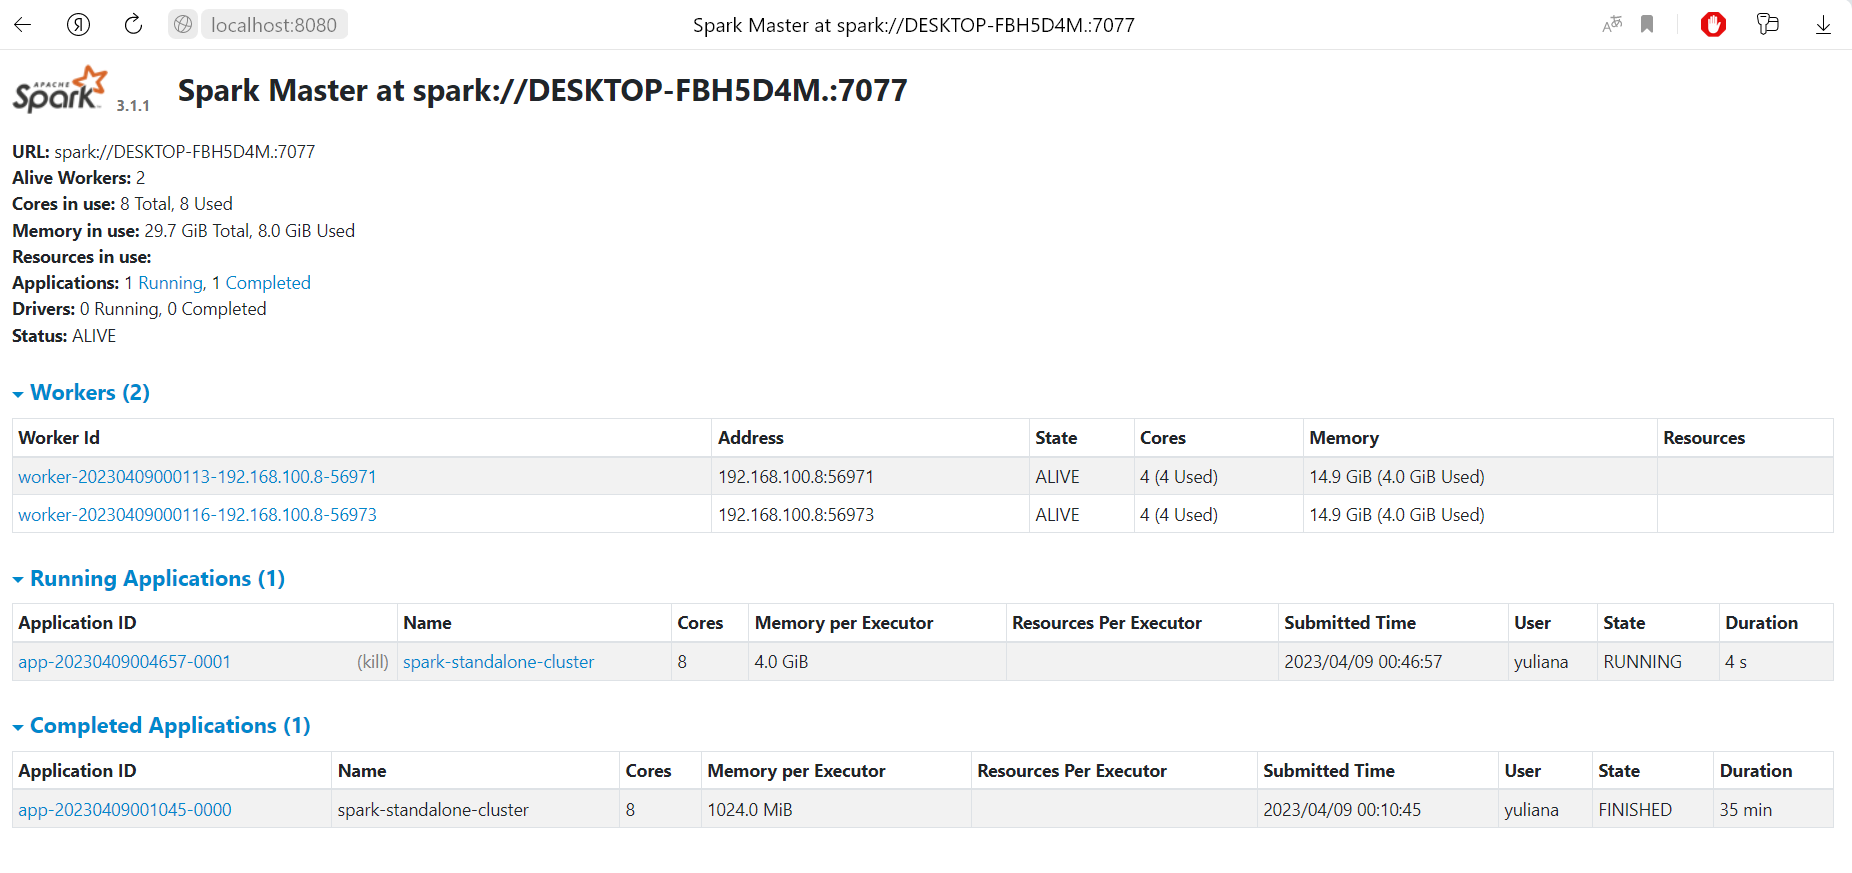 Я localhost:8080 Spark Master at spark://DESKTOP-FBH5D4M.:7077
APACHE Spark 3.1.1 Spark Master at spark://DESKTOP-FBH5D4M.:7077
URL: spark://DESKTOP-FBH5D4M.:7077
Alive Workers: 2
Cores in use: 8 Total, 8 Used
Memory in use: 29.7 GiB Total, 8.0 GiB Used
Resources in use:
Applications: 1 Running, 1 Completed
Drivers: 0 Running, 0 Completed
Status: ALIVE
Workers (2)
Worker Id Address State Cores Memory Resources
worker-20230409000113-192.168.100.8-56971 192.168.100.8:56971 ALIVE 4 (4 Used) 14.9 GiB (4.0 GiB Used)
worker-20230409000116-192.168.100.8-56973 192.168.100.8:56973 ALIVE 4 (4 Used) 14.9 GiB (4.0 GiB Used)
Running Applications (1)
Application ID Name Cores Memory per Executor Resources Per Executor Submitted Time User State Duration
app-20230409004657-0001 (kill) spark-standalone-cluster 8 4.0 GiB 2023/04/09 00:46:57 yuliana RUNNING 4 s
Completed Applications (1)
Application ID Name Cores Memory per Executor Resources Per Executor Submitted Time User State Duration
app-20230409001045-0000 spark-standalone-cluster 8 1024.0 MiB 2023/04/09 00:10:45 yuliana FINISHED 35 min